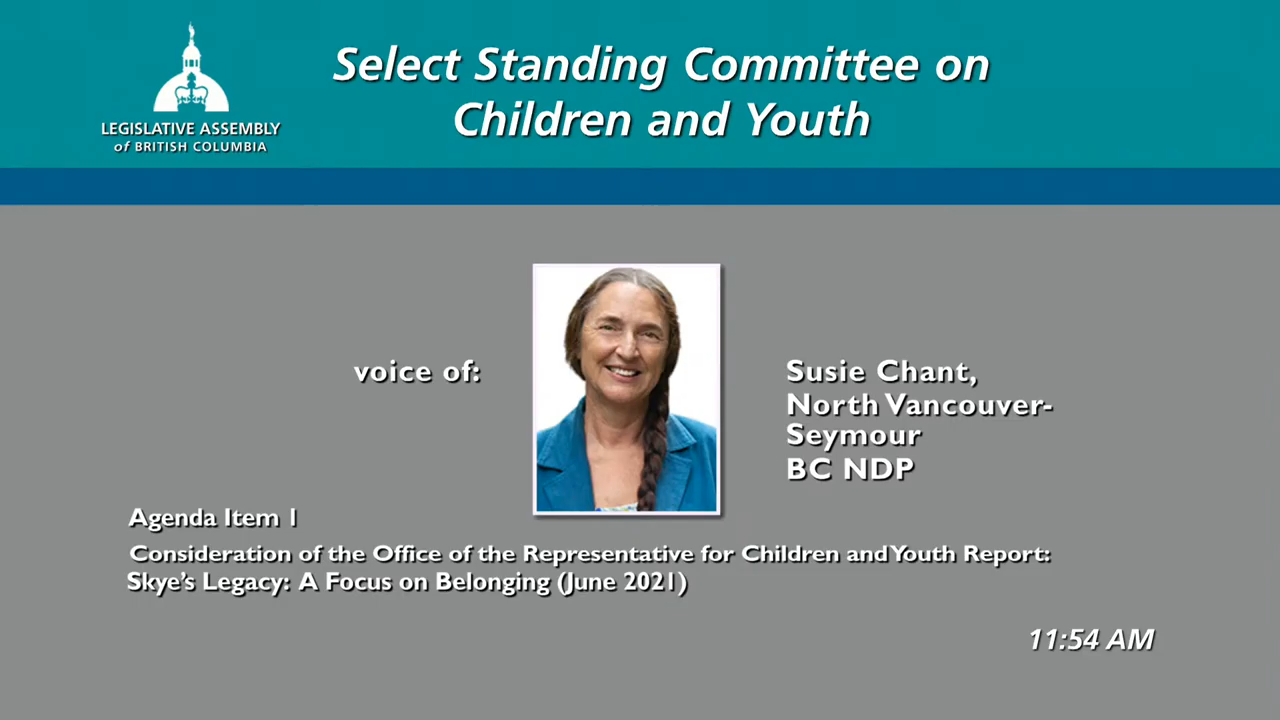 Select Standing Committee on
Children and Youth
LEGISLATIVE ASSEMBLY
of BRITISH COLUMBIA
voice of:
Susie Chant,
North Vancouver-
Seymour
BC NDP
Agenda Item 1
Consideration of the Office of the Representative for Children and Youth Report:
Skye's Legacy: A Focus on Belonging (June 2021)
11:54 AM